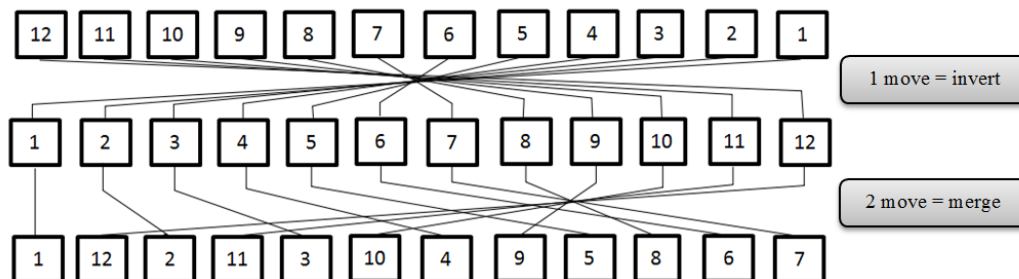 12 11 10 9 8 7 6 5 4 3 2 1
1 move = invert
1 2 3 4 5 6 7 8 9 10 11 12
2 move = merge
1 12 2 11 3 10 4 9 5 8 6 7